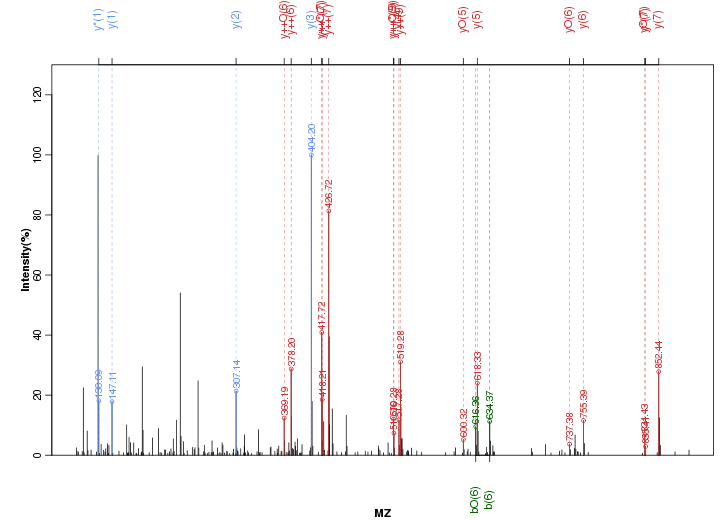 y*(1)
y(1)
y(2)
y++O(6)
y++(6)
y(3)
y++(7)
yO(5)
y(5)
yO(6)
y(6)
y(7)
Intensity(%)
0
20
40
60
80
100
120
130.09
147.11
307.14
369.19
378.20
404.20
417.72
418.21
426.72
519.28
600.32
616.36
618.33
634.37
737.38
755.39
852.44
bO(6)
b(6)
MZ